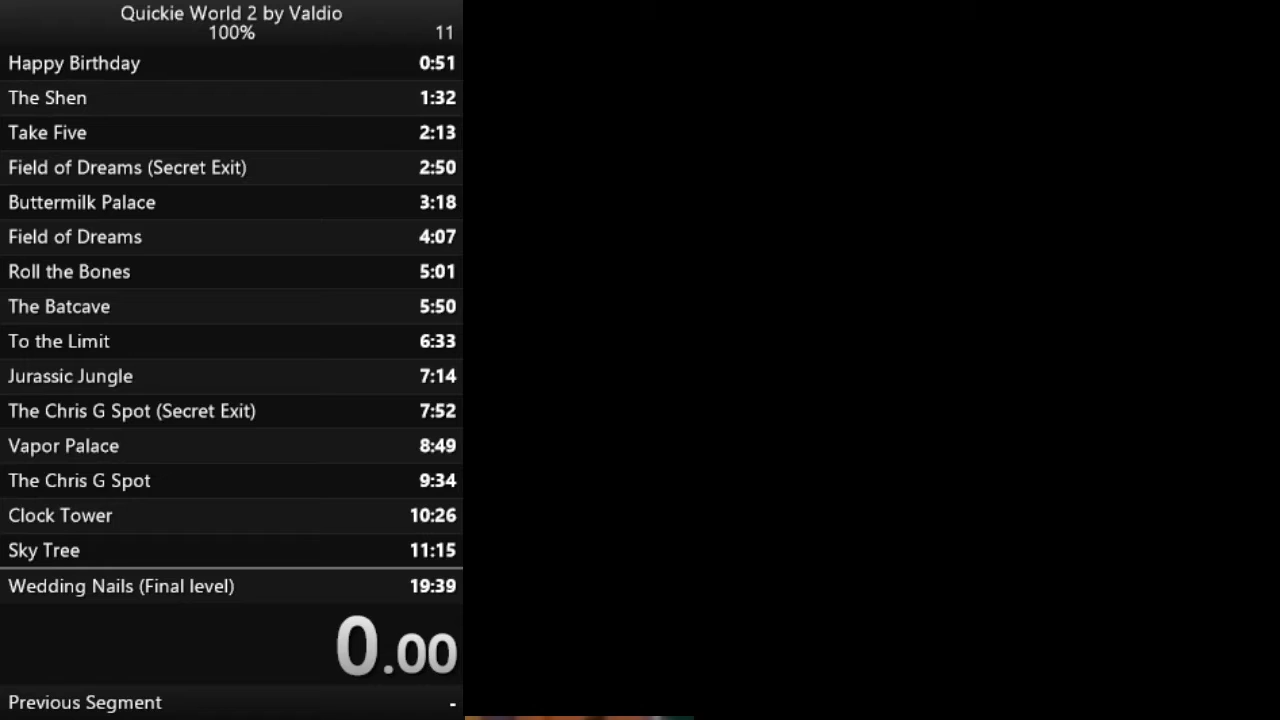 Quickie World 2 by Valdio
100% 11
Happy Birthday 0:51
The Shen 1:32
Take Five 2:13
Field of Dreams (Secret Exit) 2:50
Buttermilk Palace 3:18
Field of Dreams 4:07
Roll the Bones 5:01
The Batcave 5:50
To the Limit 6:33
Jurassic Jungle 7:14
The Chris G Spot (Secret Exit) 7:52
Vapor Palace 8:49
The Chris G Spot 9:34
Clock Tower 10:26
Sky Tree 11:15
Wedding Nails (Final level) 19:39
0.00
Previous Segment -